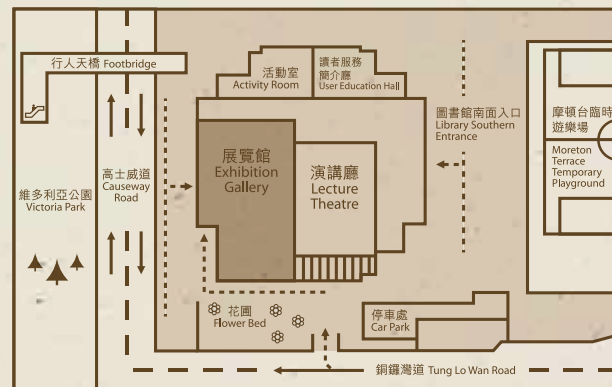 行人天橋 Footbridge
活動室
Activity Room
讀者服務
簡介廳
User Education Hall
圖書館南面入口
Library Southern
Entrance
摩頓台臨時
遊樂場
Moreton
Terrace
Temporary
Playground
展覽館
Exhibition
Gallery
演講廳
Lecture
Theatre
高士威道
Causeway
Road
維多利亞公園
Victoria Park
花圃
Flower Bed
停車處
Car Park
銅鑼灣道 Tung Lo Wan Road